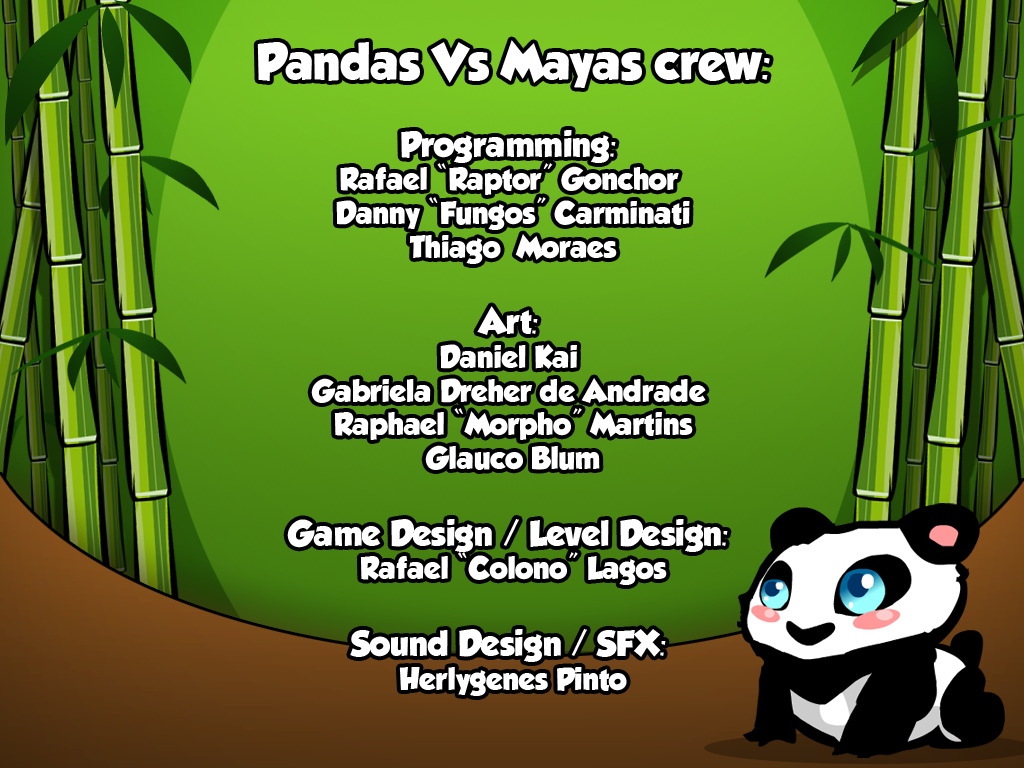 Pandas Vs Mayas crew:
Programming:
Rafael "Raptor" Gonchor
Danny "Fungos" Carminati
Thiago Moraes
Art:
Daniel Kai
Gabriela Dreher de Andrade
Raphael "Morpho" Martins
Glauco Blum
Game Design / Level Design:
Rafael "Colono" Lagos
Sound Design / SFX:
Herlygenes Pinto